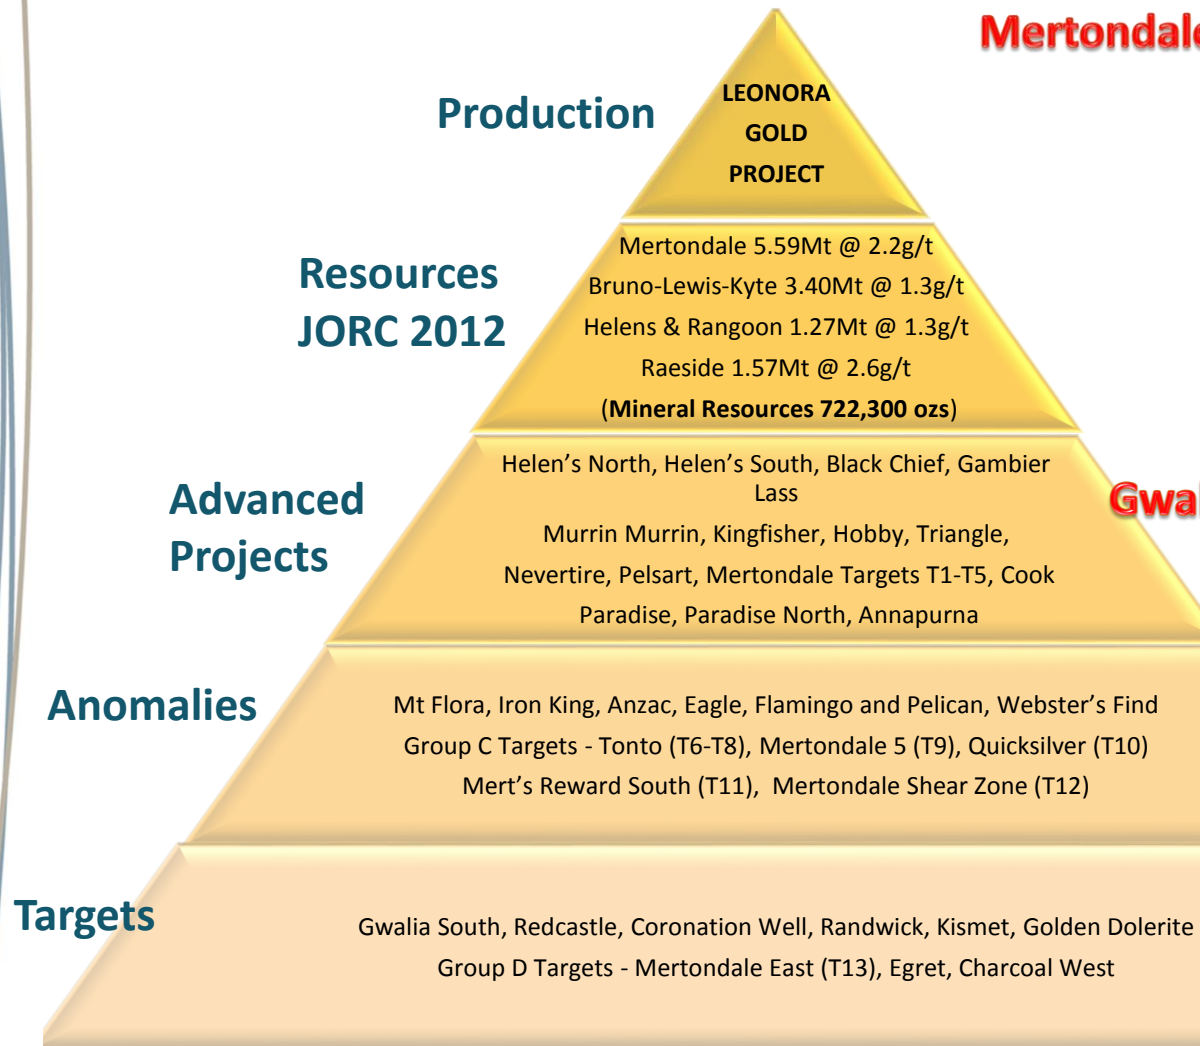 Mertondale
Production
LEONORA
GOLD
PROJECT
Resources
JORC 2012
Mertondale 5.59Mt @ 2.2g/t
Bruno-Lewis-Kyte 3.40Mt @ 1.3g/t
Helens & Rangoon 1.27Mt @ 1.3g/t
Raeside 1.57Mt @ 2.6g/t
(Mineral Resources 722,300 ozs)
Advanced
Projects
Helen's North, Helen's South, Black Chief, Gambier
Lass
Murrin Murrin, Kingfisher, Hobby, Triangle,
Nevertire, Pelsart, Mertondale Targets T1-T5, Cook
Paradise, Paradise North, Annapurna
Anomalies
Mt Flora, Iron King, Anzac, Eagle, Flamingo and Pelican, Webster's Find
Group C Targets - Tonto (T6-T8), Mertondale 5 (T9), Quicksilver (T10)
Mert's Reward South (T11), Mertondale Shear Zone (T12)
Targets
Gwalia South, Redcastle, Coronation Well, Randwick, Kismet, Golden Dolerite
Group D Targets - Mertondale East (T13), Egret, Charcoal West